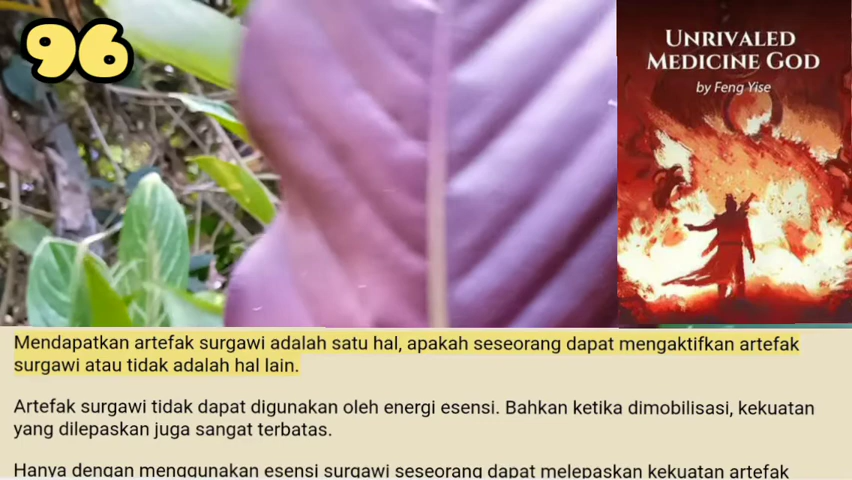 96
UNRIVALED
MEDICINE GOD
by Feng Yise
Mendapatkan artefak surgawi adalah satu hal, apakah seseorang dapat mengaktifkan artefak
surgawi atau tidak adalah hal lain.
Artefak surgawi tidak dapat digunakan oleh energi esensi. Bahkan ketika dimobilisasi, kekuatan
yang dilepaskan juga sangat terbatas.
Hanya dengan menggunakan esensi surgawi seseorang dapat melepaskan kekuatan artefak